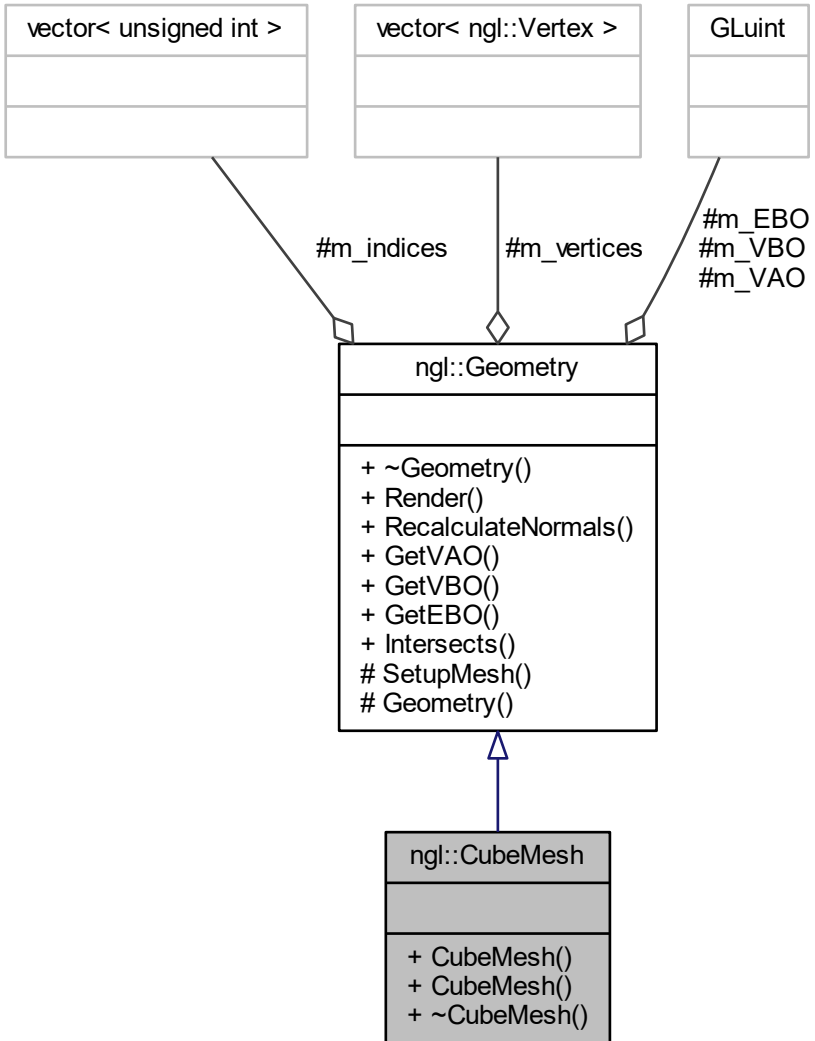 vector< unsigned int >
vector< ngl::Vertex >
GLuint
#m_indices
#m_vertices
#m_EBO
#m_VBO
#m_VAO
ngl::Geometry
+ ~Geometry()
+ Render()
+ RecalculateNormals()
+ GetVAO()
+ GetVBO()
+ GetEBO()
+ Intersects()
# SetupMesh()
# Geometry()
ngl::CubeMesh
+ CubeMesh()
+ CubeMesh()
+ ~CubeMesh()